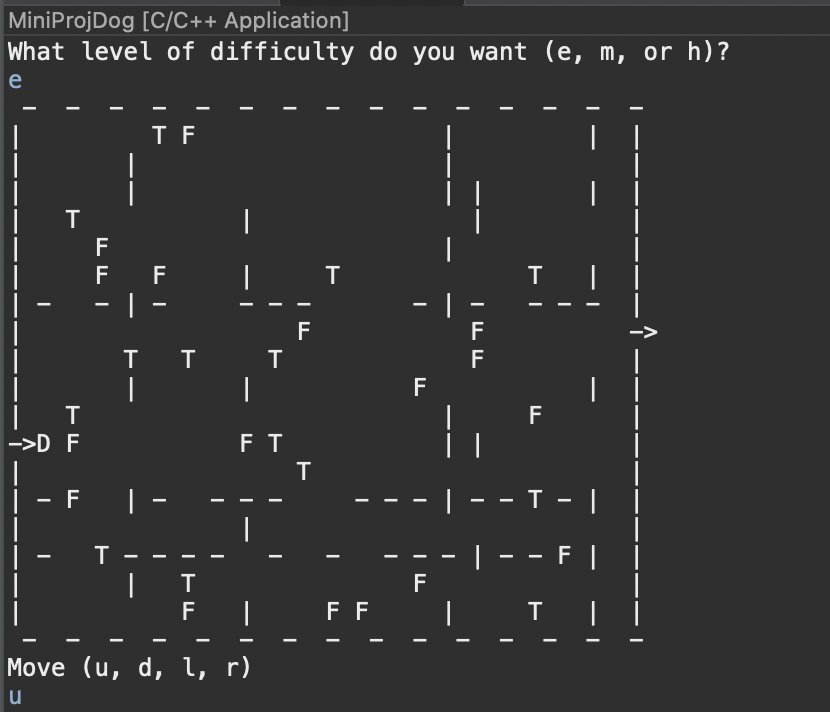 MiniProjDog [C/C++ Application]
What level of difficulty do you want (e, m, or h)?
e
 -  -  -  -  -  -  -  -  -  -  -  -  -  -  -
|         T F                 |         |  |
|       |                     |            |
|       |                     | |       |  |
|   T           |               |          |
|     F                       |            |
|     F   F     |     T             T   |  |
| -   - | -     - - -       - | -   - - -  |
|                   F           F          ->
|       T   T     T             F          |
|       |       |           F           |  |
|   T                         |     F      |
->D F           F T           | |          |
|                   T                      |
| - F   | -   - - -     - - - | - - T - |  |
|               |                          |
| -   T - - - -   -   -   - - - | - - F |  |
|       |   T               F              |
|           F   |     F F     |     T   |  |
 -  -  -  -  -  -  -  -  -  -  -  -  -  -  -
Move (u, d, l, r)
u